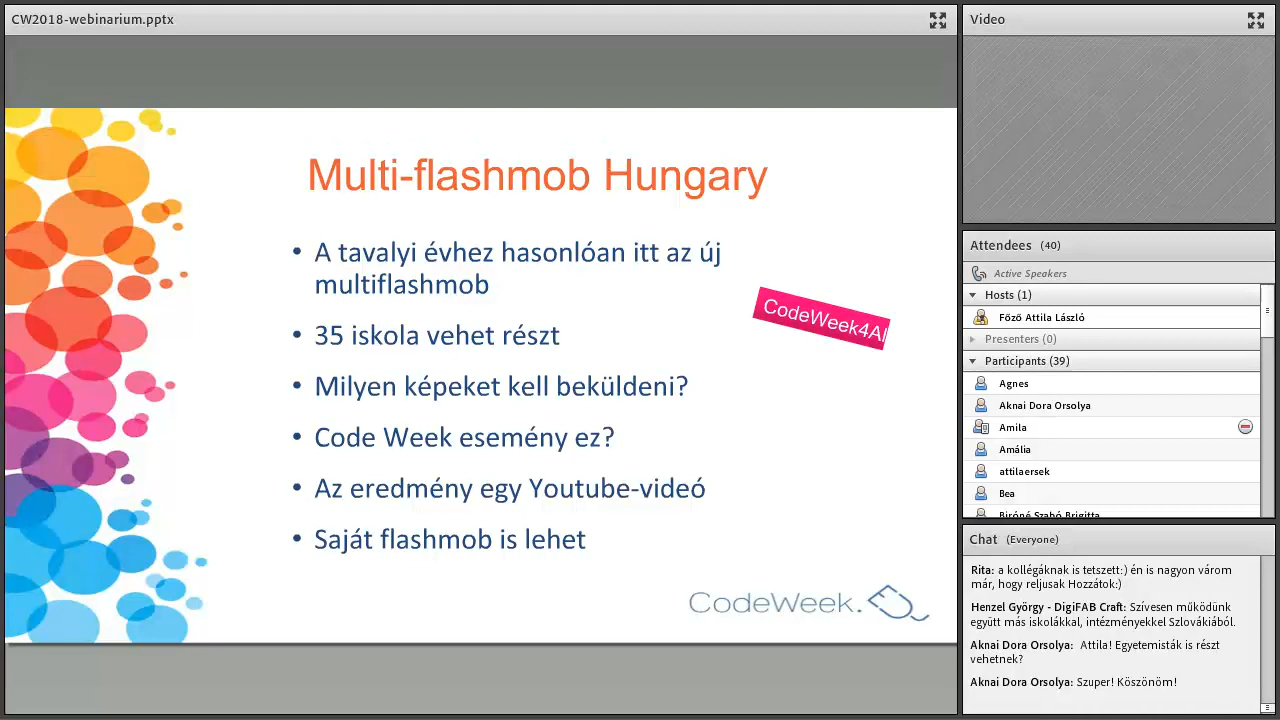 CW2018-webinarium.pptx
Multi-flashmob Hungary
• A tavalyi évhez hasonlóan itt az új
multiflashmob
• 35 iskola vehet részt
• Milyen képeket kell beküldeni?
• Code Week esemény ez?
• Az eredmény egy Youtube-videó
• Saját flashmob is lehet
CodeWeek4Al
CodeWeek.
Video
Attendees (40)
Active Speakers
Hosts (1)
Főző Attila László
Presenters (0)
Participants (39)
Agnes
Aknai Dora Orsolya
Amila
Amália
attilaersek
Bea
Biróné Szabó Brigitta
Chat (Everyone)
Rita: a kollégáknak is tetszett:) én is nagyon várom
már, hogy reljusak Hozzátok:)
Henzel György - DigiFAB Craft: Szívesen működünk
együtt más iskolákkal, intézményekkel Szlovákiából.
Aknai Dora Orsolya: Attila! Egyetemisták is részt
vehetnek?
Aknai Dora Orsolya: Szuper! Köszönöm!